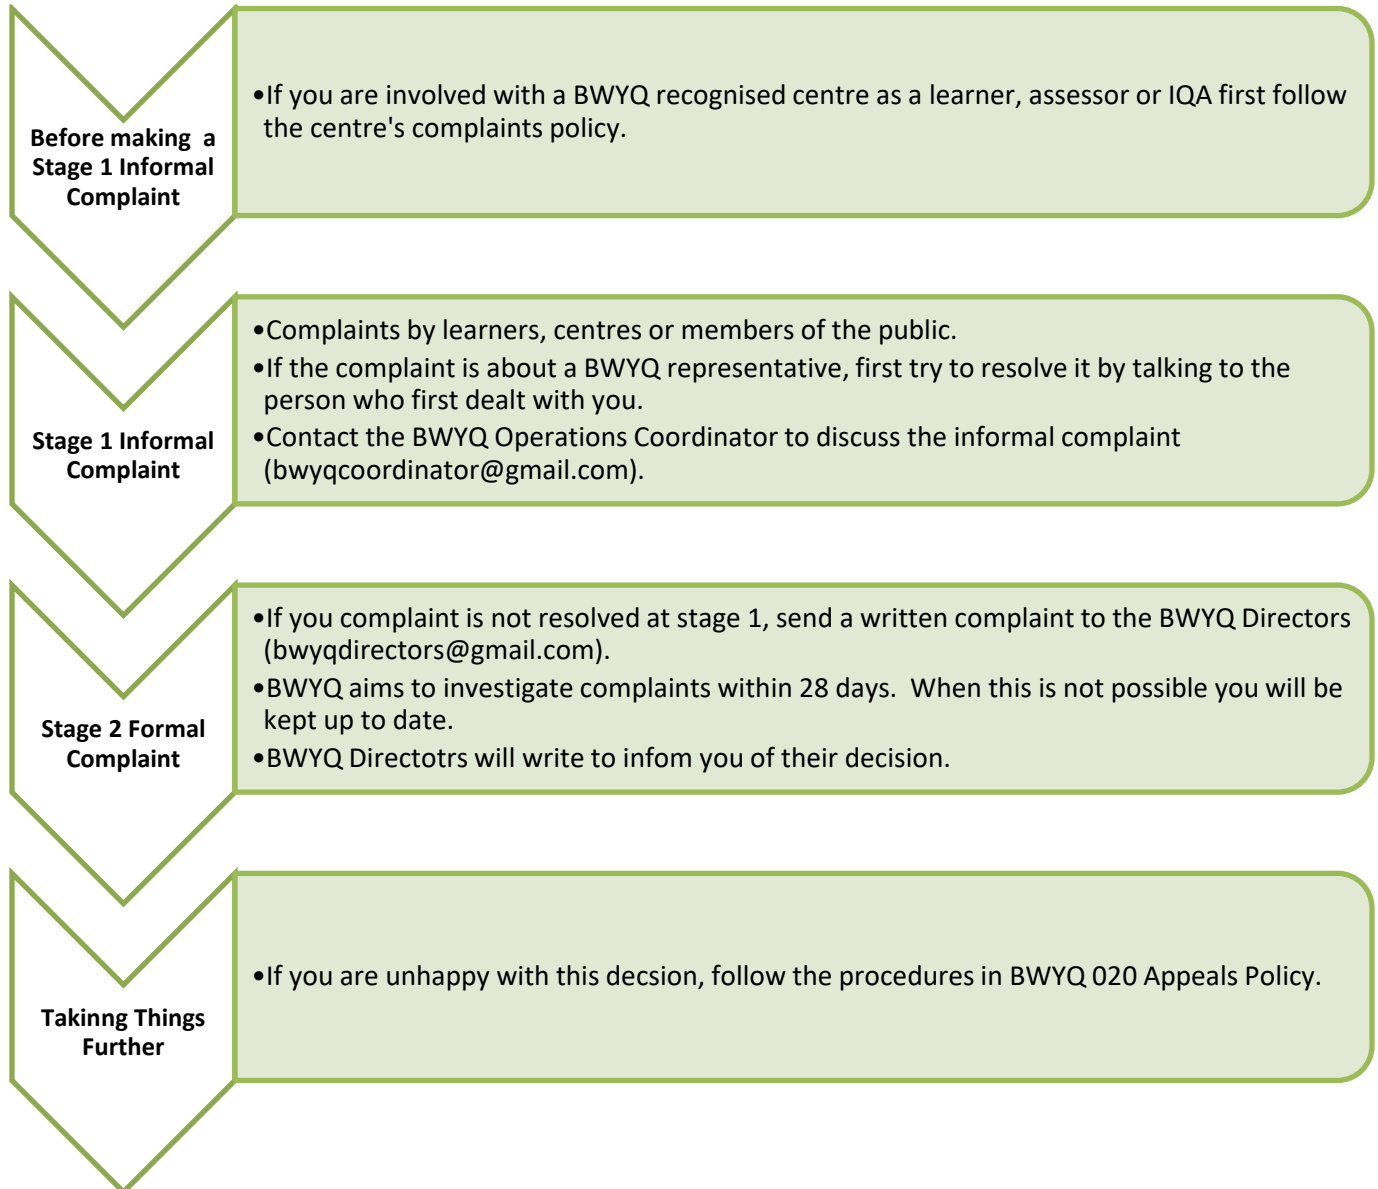 Before making  a
Stage 1 Informal
Complaint
•If you are involved with a BWYQ recognised centre as a learner, assessor or IQA first follow
the centre's complaints policy.
Stage 1 Informal
Complaint
•Complaints by learners, centres or members of the public.
•If the complaint is about a BWYQ representative, first try to resolve it by talking to the
person who first dealt with you.
•Contact the BWYQ Operations Coordinator to discuss the informal complaint
(bwyqcoordinator@gmail.com).
Stage 2 Formal
Complaint
•If you complaint is not resolved at stage 1, send a written complaint to the BWYQ Directors
(bwyqdirectors@gmail.com).
•BWYQ aims to investigate complaints within 28 days.  When this is not possible you will be
kept up to date.
•BWYQ Directotrs will write to infom you of their decision.
Takinng Things
Further
•If you are unhappy with this decsion, follow the procedures in BWYQ 020 Appeals Policy.